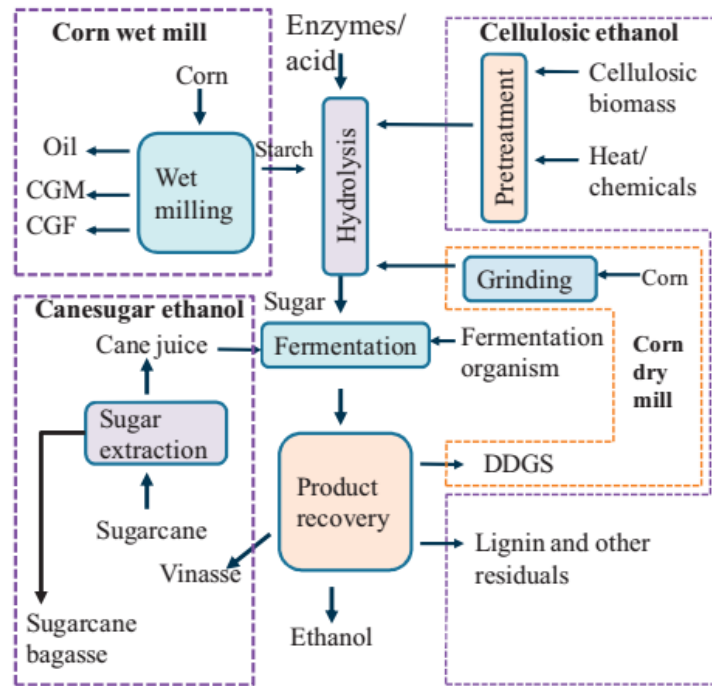 Corn wet mill
Corn
Oil
CGM
CGF
Wet
milling
Starch
Enzymes/
acid
Hydrolysis
Sugar
Cellulosic ethanol
Pretreatment
Cellulosic
biomass
Heat/
chemicals
Grinding
Corn
Corn
dry
mill
Canesugar ethanol
Cane juice
Fermentation
Fermentation
organism
Sugar
extraction
Sugarcane
Sugarcane
bagasse
Vinasse
Product
recovery
DDGS
Lignin and other
residuals
Ethanol